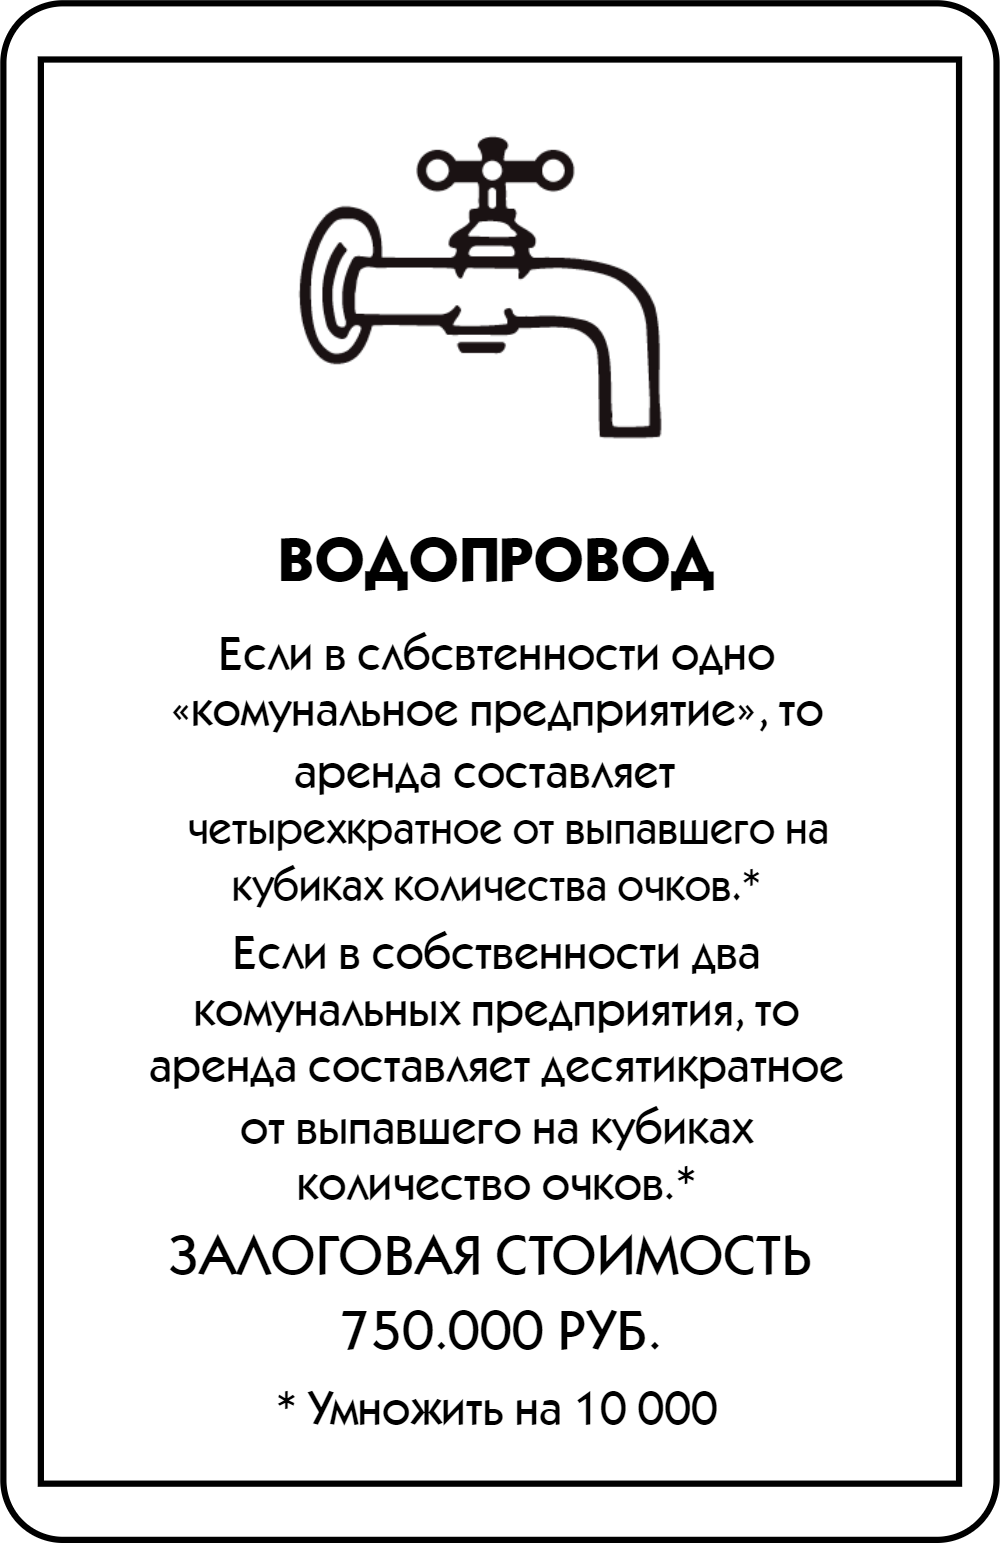 ВОДОПРОВОД
Если в слбсвтенности одно
«комунальное предприятие», то
аренда составляет
четырехкратное от выпавшего на
кубиках количества очков.*
Если в собственности два
комунальных предприятия, то
аренда составляет десятикратное
от выпавшего на кубиках
количество очков.*
ЗАЛОГОВАЯ СТОИМОСТЬ
750.000 РУБ.
* Умножить на 10 000